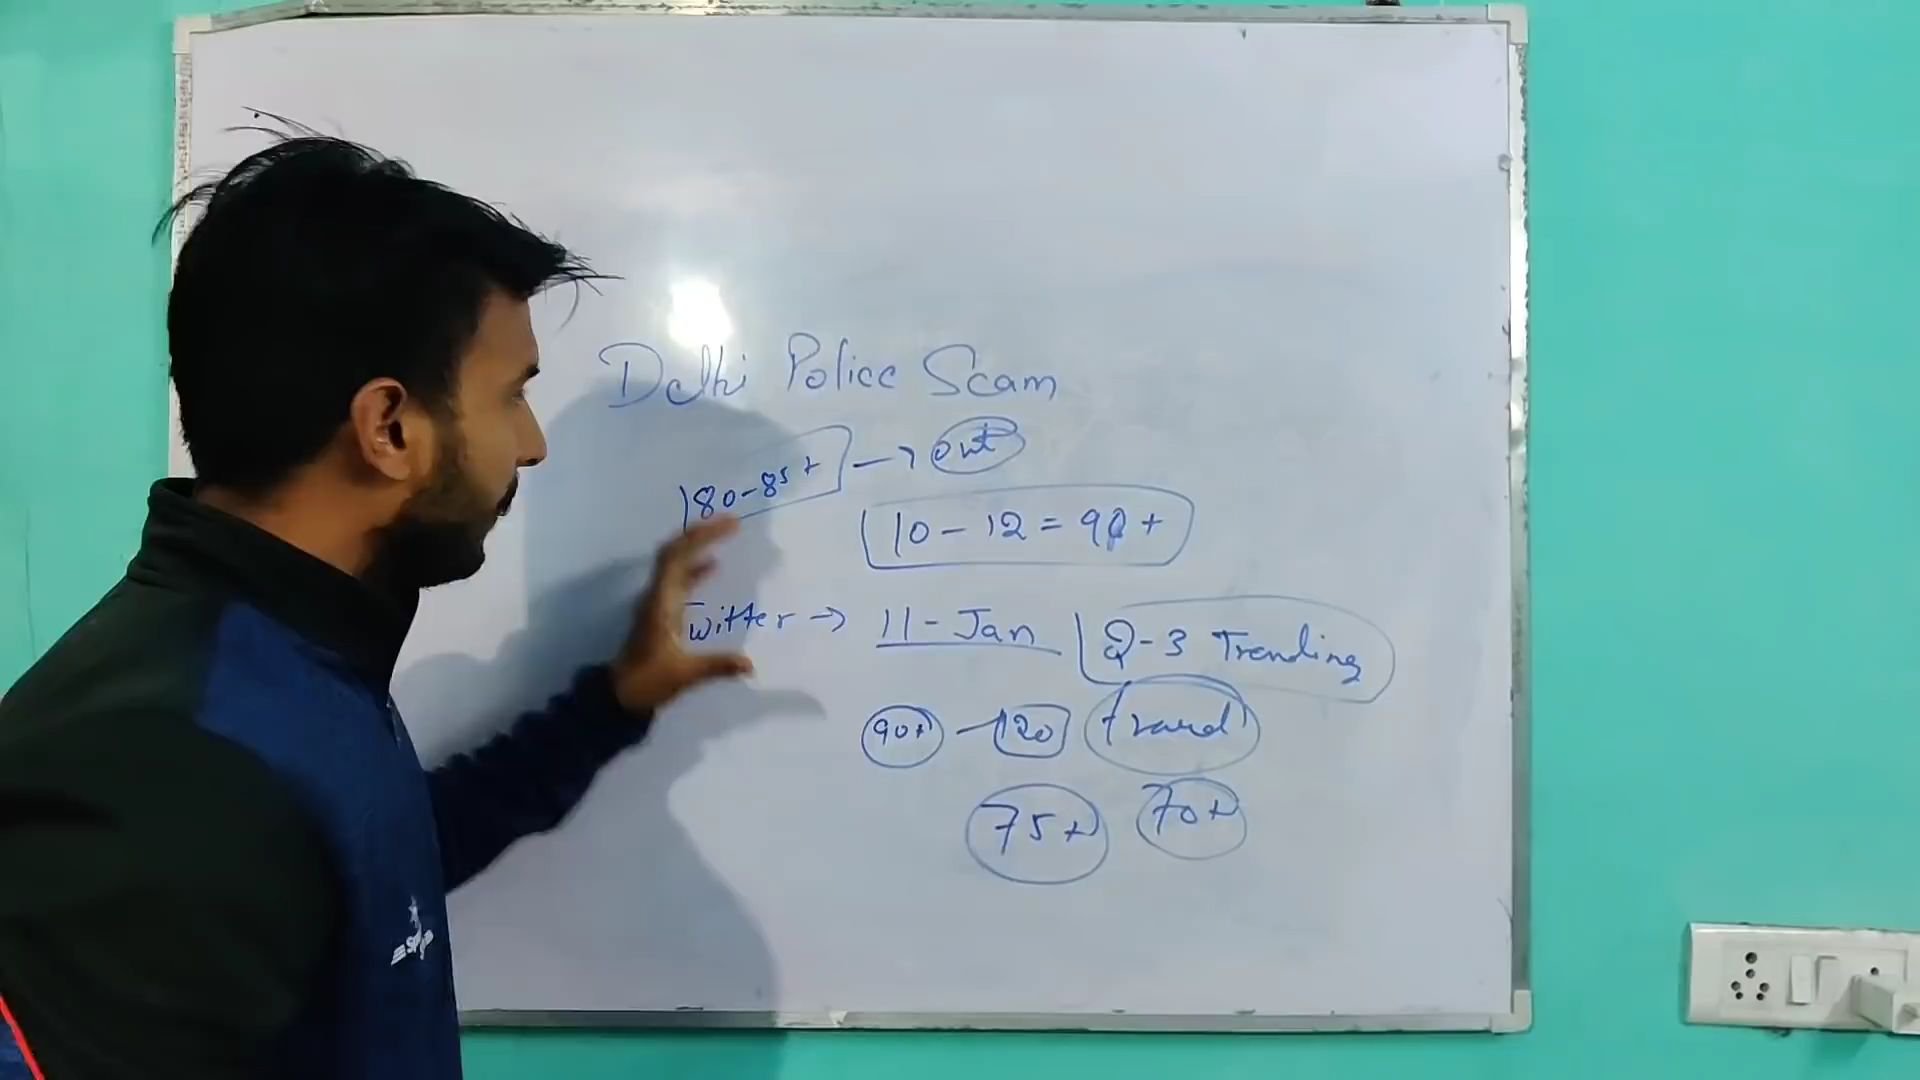 Delhi Police Scam
80-85+ → out
10-12 = 90+
Twitter → 11-Jan Q-3 Trending
90+ - 120 fraud
75+ 70+